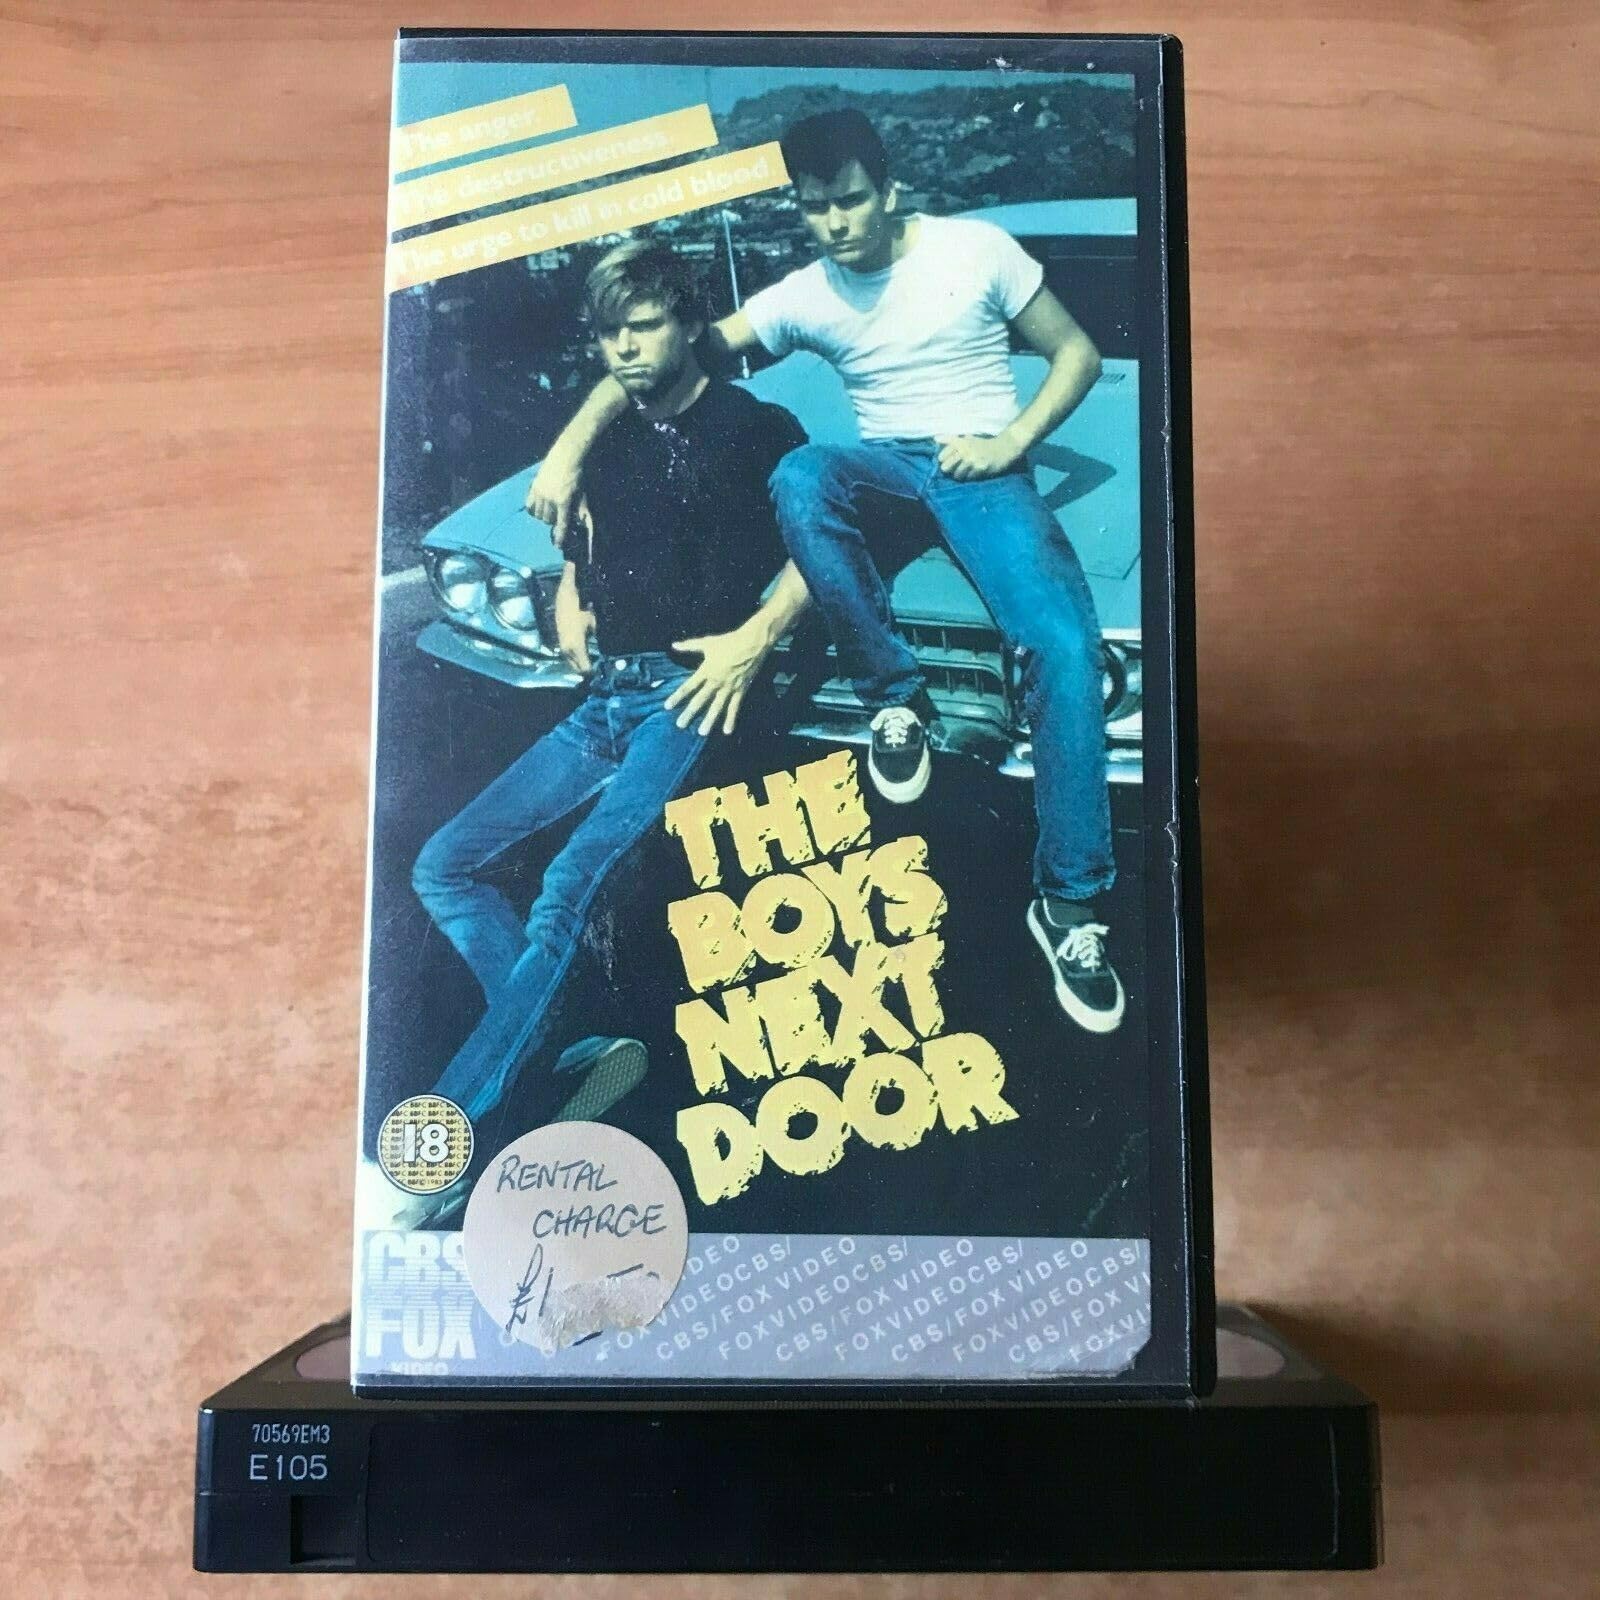 The anger.
The destructiveness.
The urge to kill in cold blood.
THE
BOYS
NEXT
DOOR
18
RENTAL
CHARGE
£1
CBS
FOX
VIDEO
CBS/FOX VIDEO
70569EM3
E105